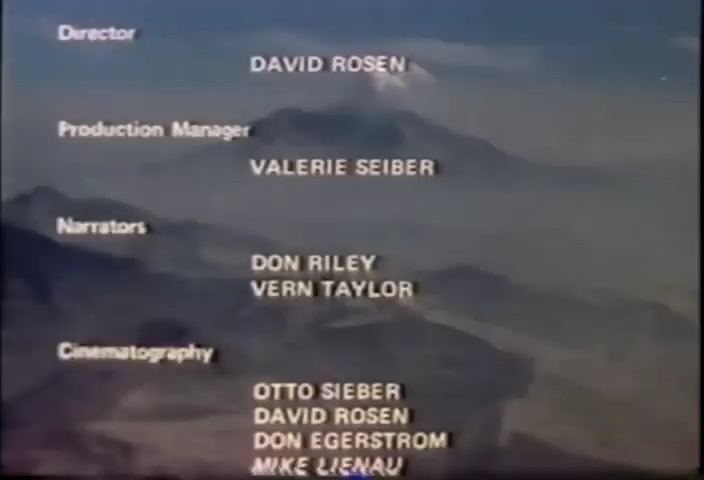 Director
DAVID ROSEN
Production Manager
VALERIE SEIBER
Narrators
DON RILEY
VERN TAYLOR
Cinematography
OTTO SIEBER
DAVID ROSEN
DON EGERSTROM
MIKE LIENAU